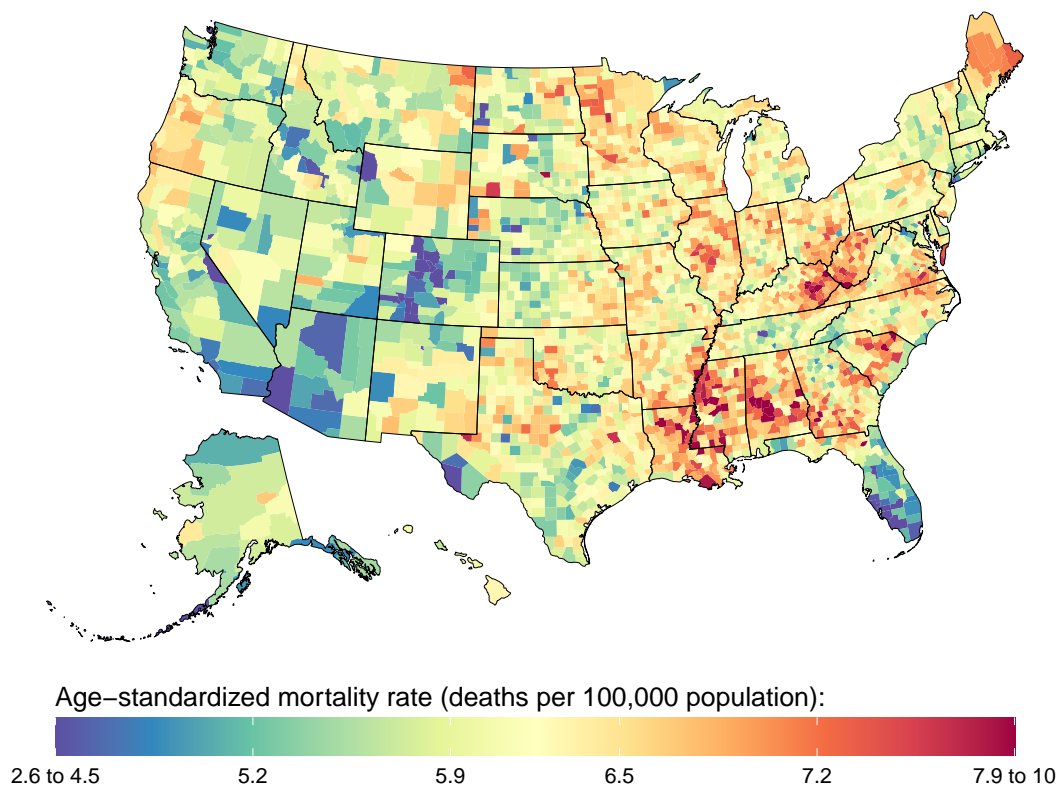 Age−standardized mortality rate (deaths per 100,000 population):
2.6 to 4.5 5.2 5.9 6.5 7.2 7.9 to 10